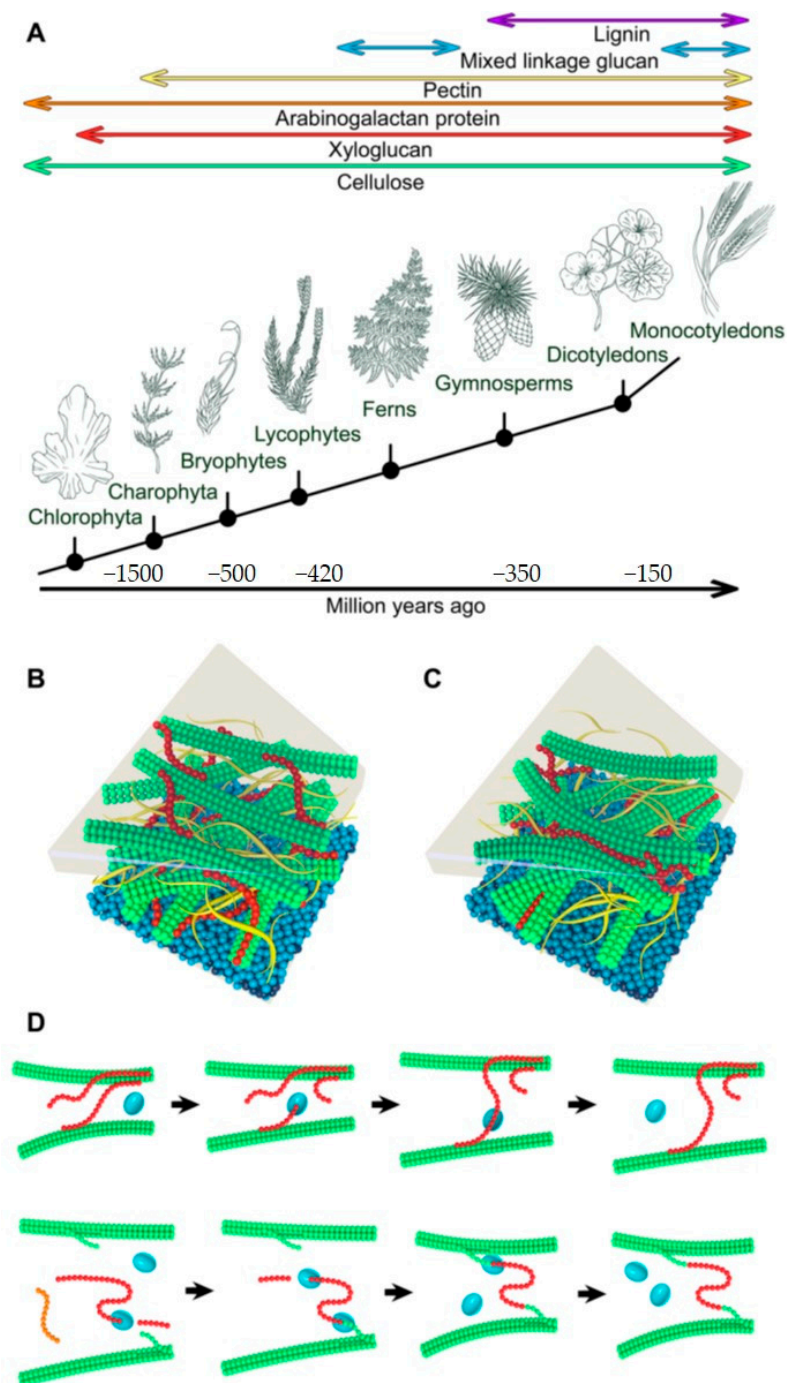 A
Lignin
Mixed linkage glucan
Pectin
Arabinogalactan protein
Xyloglucan
Cellulose
Monocotyledons
Dicotyledons
Gymnosperms
Ferns
Lycophytes
Bryophytes
Charophyta
Chlorophyta
−1500 −500 −420 −350 −150
Million years ago
B C
D